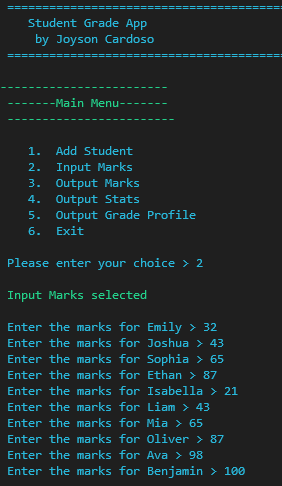 ========================================
Student Grade App
by Joyson Cardoso
========================================
------------------------
-------Main Menu-------
------------------------
1. Add Student
2. Input Marks
3. Output Marks
4. Output Stats
5. Output Grade Profile
6. Exit
Please enter your choice > 2
Input Marks selected
Enter the marks for Emily > 32
Enter the marks for Joshua > 43
Enter the marks for Sophia > 65
Enter the marks for Ethan > 87
Enter the marks for Isabella > 21
Enter the marks for Liam > 43
Enter the marks for Mia > 65
Enter the marks for Oliver > 87
Enter the marks for Ava > 98
Enter the marks for Benjamin > 100